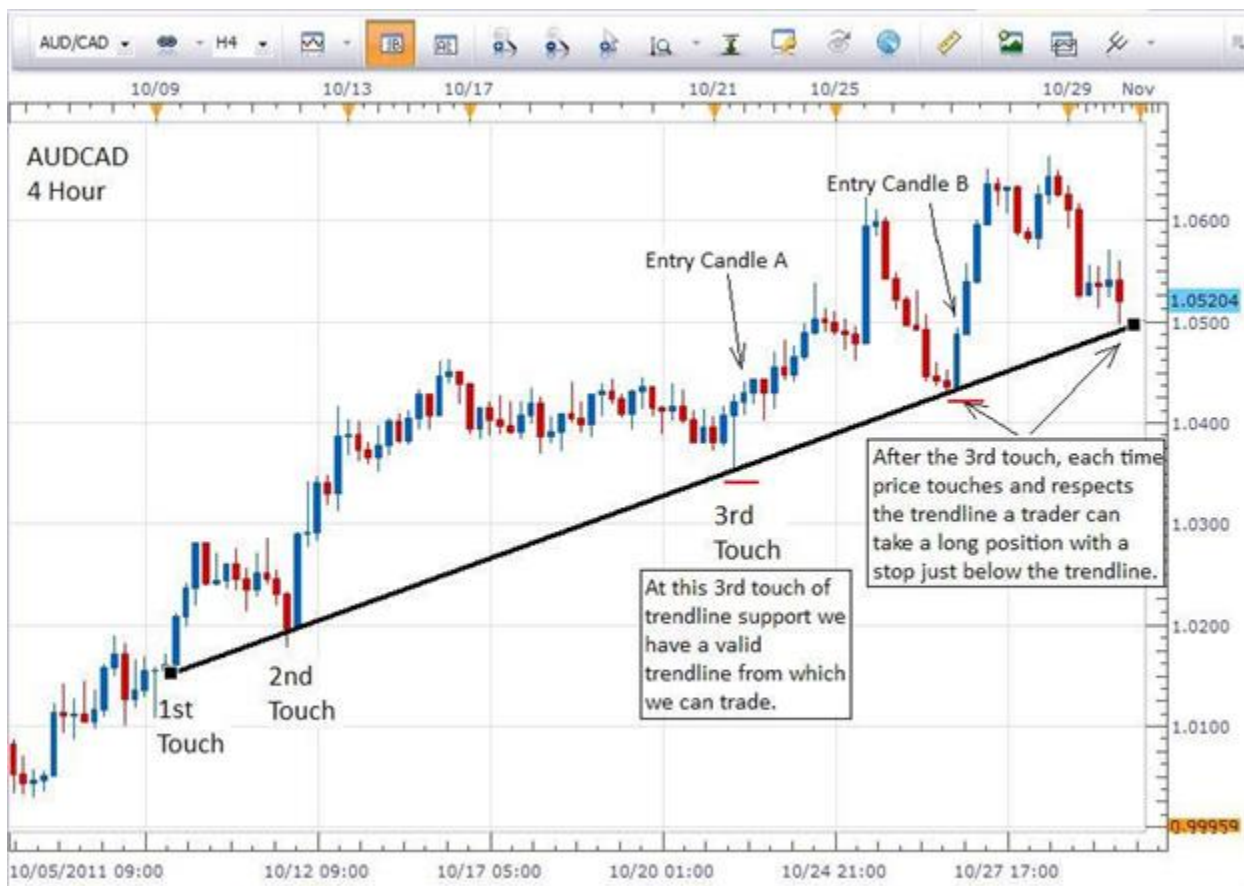 AUD/CAD
H4
10/09 10/13 10/17 10/21 10/25 10/29 Nov
AUDCAD
4 Hour
Entry Candle B
Entry Candle A
1.0600
1.05204
1.0500
1.0400
1.0300
1.0200
1.0100
0.99959
After the 3rd touch, each time
price touches and respects
the trendline a trader can
take a long position with a
stop just below the trendline.
3rd
Touch
At this 3rd touch of
trendline support we
have a valid
trendline from which
we can trade.
2nd
Touch
1st
Touch
10/05/2011 09:00 10/12 09:00 10/17 05:00 10/20 01:00 10/24 21:00 10/27 17:00